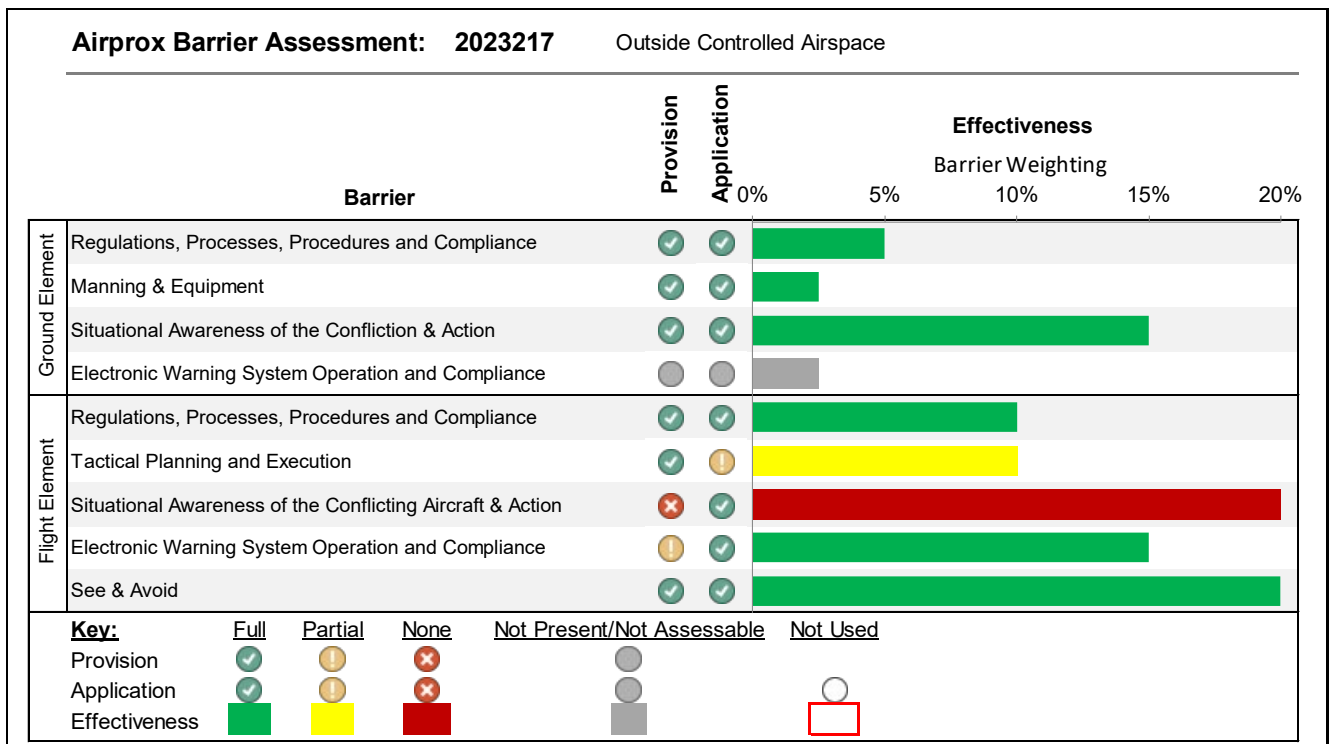 Airprox Barrier Assessment: 2023217 Outside Controlled Airspace
Provision
Application
Effectiveness
Barrier Weighting
Barrier
0% 5% 10% 15% 20%
Ground Element
Regulations, Processes, Procedures and Compliance
Manning & Equipment
Situational Awareness of the Confliction & Action
Electronic Warning System Operation and Compliance
Flight Element
Regulations, Processes, Procedures and Compliance
Tactical Planning and Execution
Situational Awareness of the Conflicting Aircraft & Action
Electronic Warning System Operation and Compliance
See & Avoid
Key: Full Partial None Not Present/Not Assessable Not Used
Provision
Application
Effectiveness